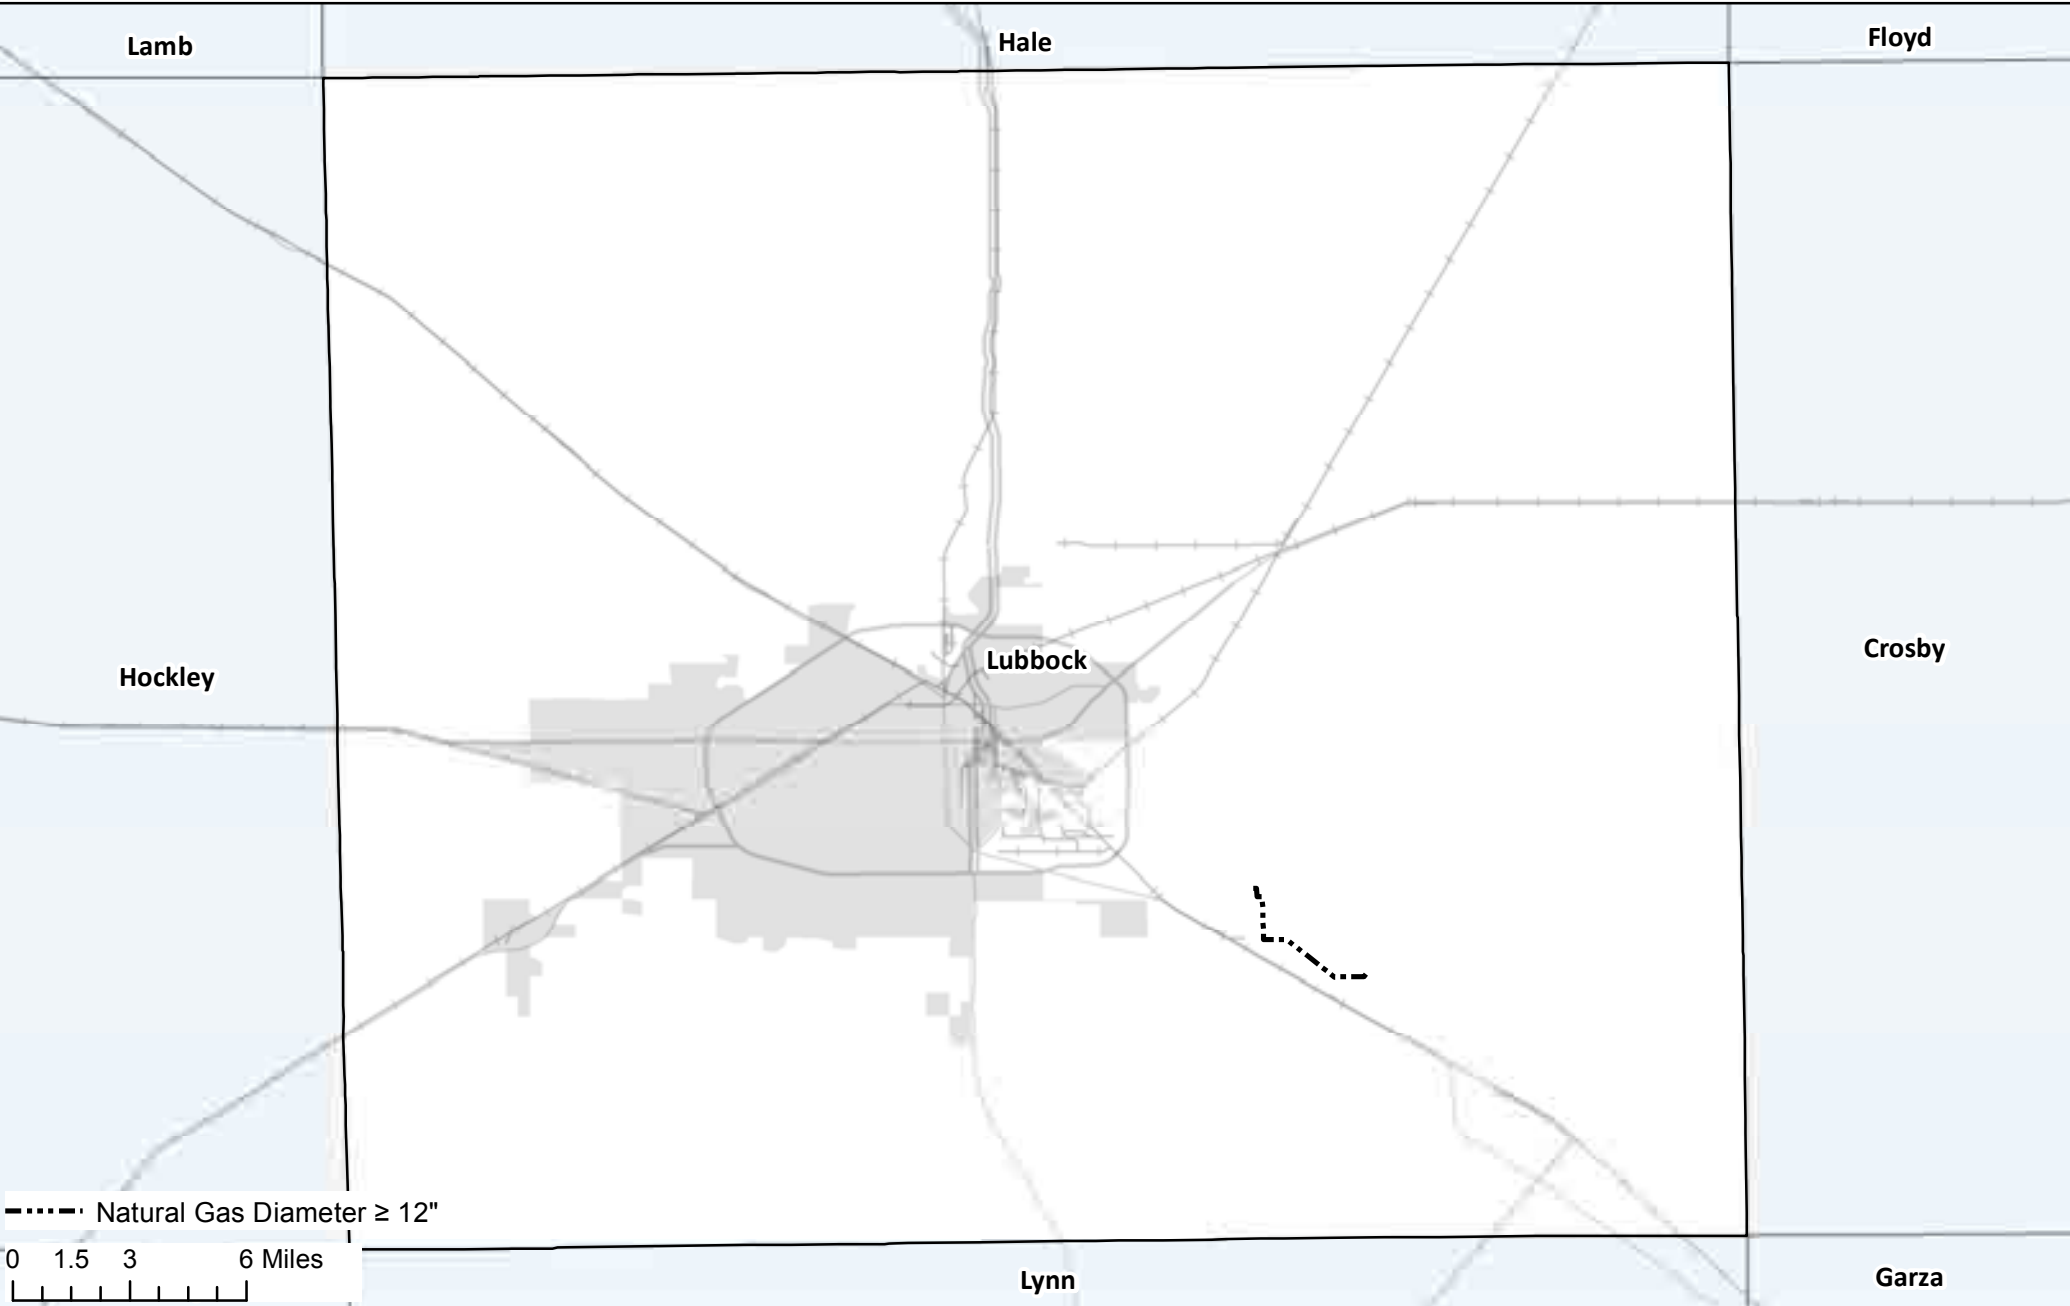 Lamb
Hale
Floyd
Lubbock
Hockley
Crosby
Natural Gas Diameter ≥ 12"
0 1.5 3 6 Miles
Lynn
Garza